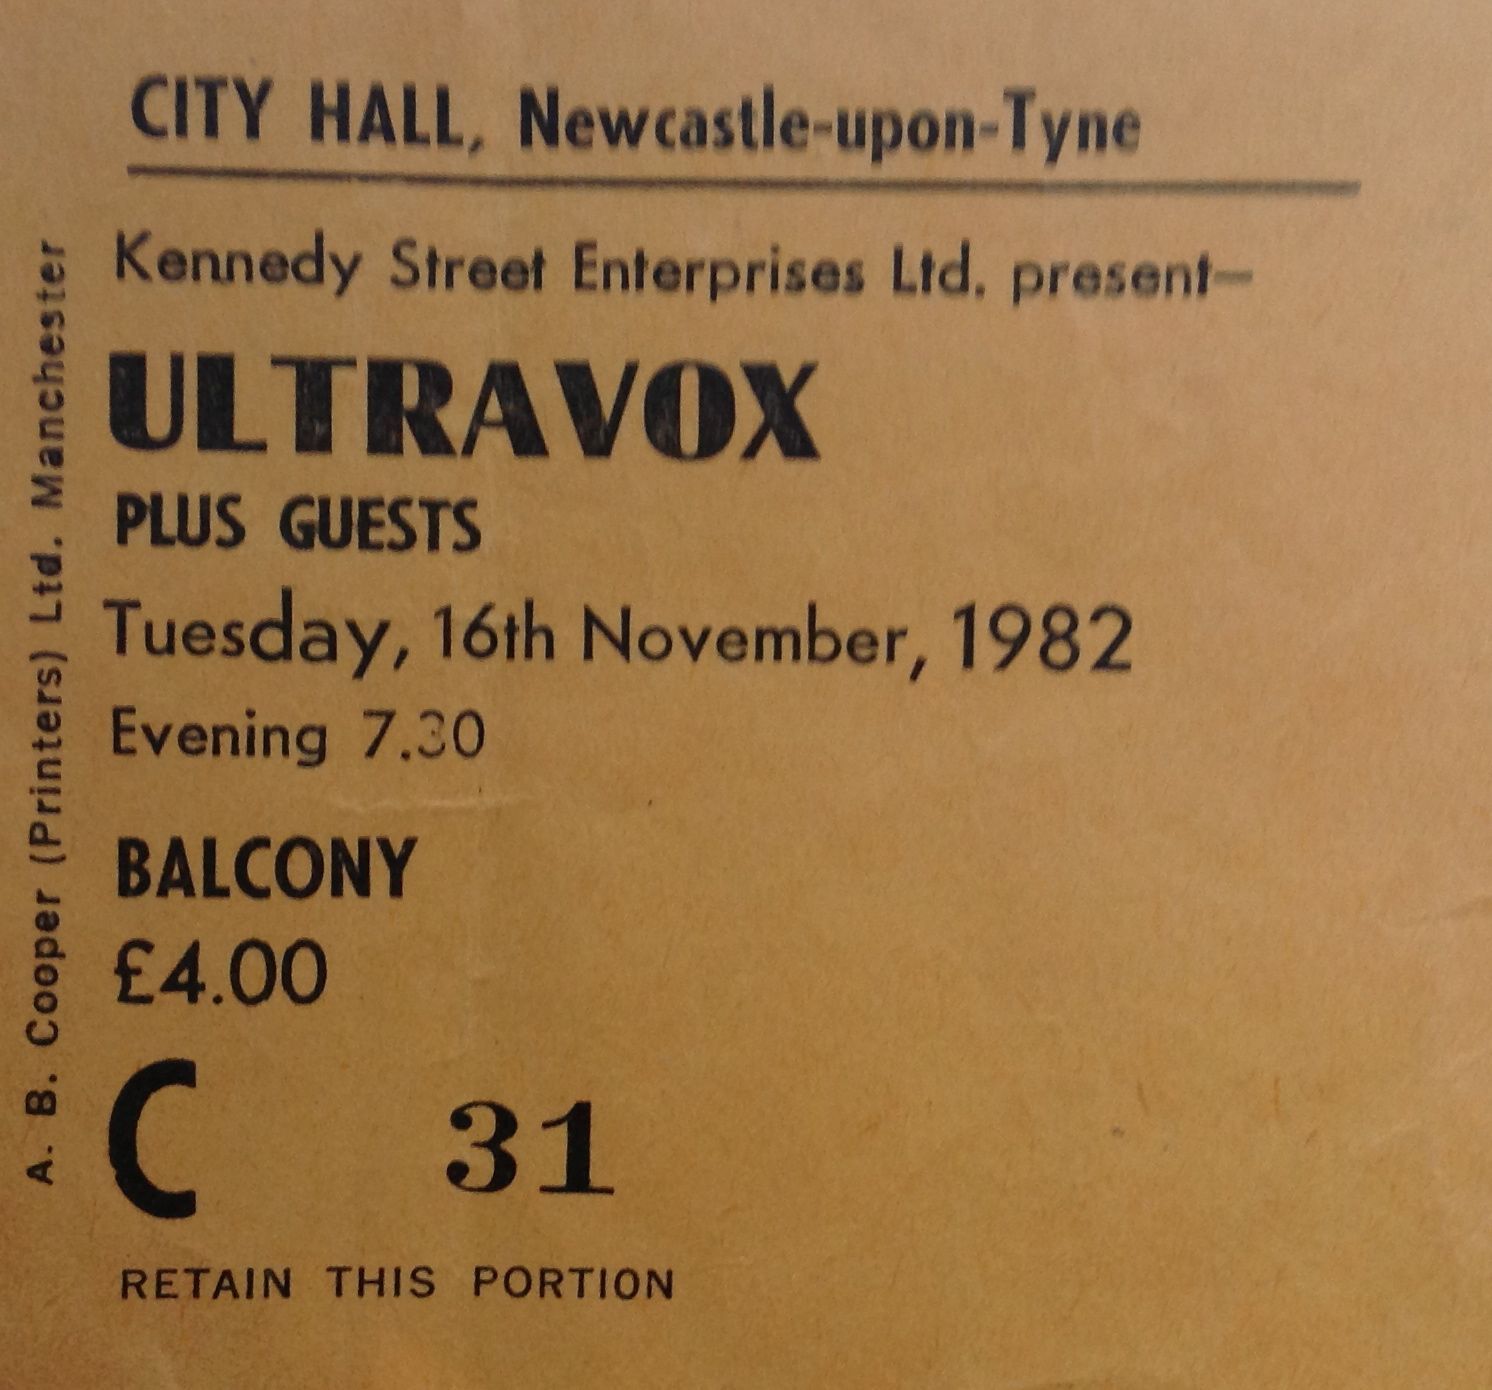 CITY HALL, Newcastle-upon-Tyne
Kennedy Street Enterprises Ltd. present—
ULTRAVOX
PLUS GUESTS
Tuesday, 16th November, 1982
Evening 7.30
BALCONY
£4.00
C 31
RETAIN THIS PORTION
A. B. Cooper (Printers) Ltd. Manchester